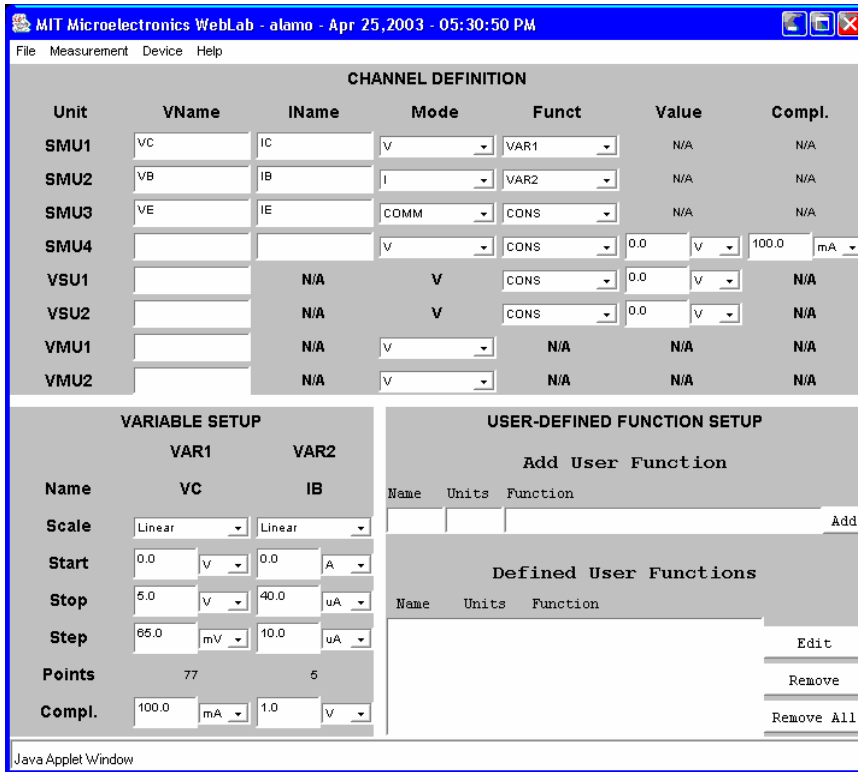 MIT Microelectronics WebLab - alamo - Apr 25,2003 - 05:30:50 PM
File Measurement Device Help
CHANNEL DEFINITION
Unit VName IName Mode Funct Value Compl.
SMU1 VC IC V VAR1 N/A N/A
SMU2 VB IB I VAR2 N/A N/A
SMU3 VE IE COMM CONS N/A N/A
SMU4 V CONS 0.0 V 100.0 mA
VSU1 N/A V CONS 0.0 V N/A
VSU2 N/A V CONS 0.0 V N/A
VMU1 N/A V N/A N/A N/A
VMU2 N/A V N/A N/A N/A
VARIABLE SETUP
VAR1 VAR2
Name VC IB
Scale Linear Linear
Start 0.0 V 0.0 A
Stop 5.0 V 40.0 uA
Step 65.0 mV 10.0 uA
Points 77 5
Compl. 100.0 mA 1.0 V
USER-DEFINED FUNCTION SETUP
Add User Function
Name Units Function
Add
Defined User Functions
Name Units Function
Edit
Remove
Remove All
Java Applet Window